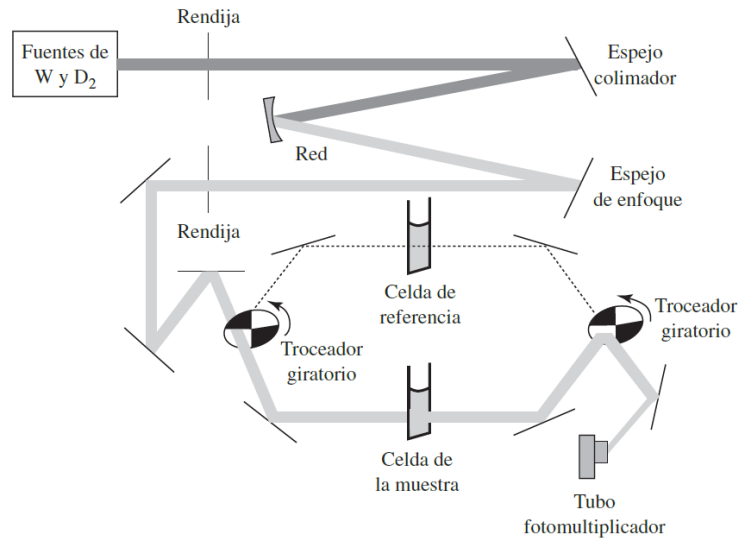 Rendija
Fuentes de
W y D₂
Espejo
colimador
Red
Espejo
de enfoque
Rendija
Celda de
referencia
Troceador
giratorio
Troceador
giratorio
Celda de
la muestra
Tubo
fotomultiplicador